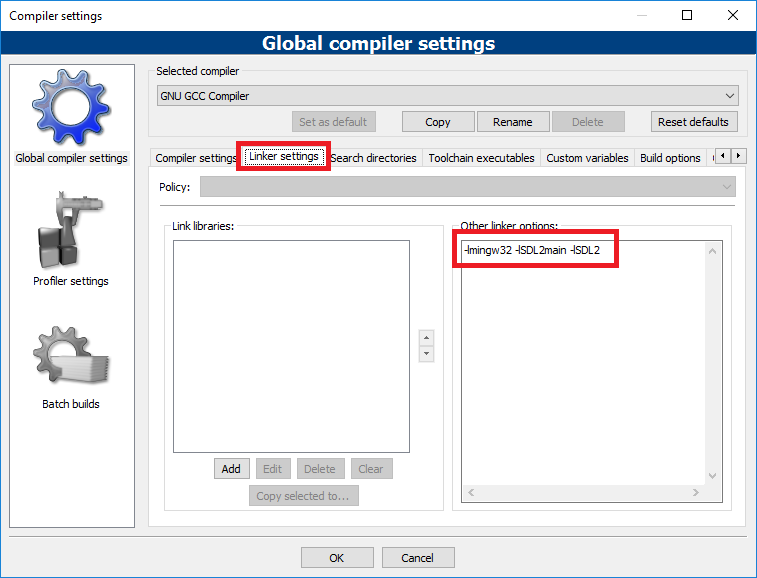 Compiler settings
Global compiler settings
Global compiler settings
Profiler settings
Batch builds
Selected compiler
GNU GCC Compiler
Set as default Copy Rename Delete Reset defaults
Compiler settings Linker settings Search directories Toolchain executables Custom variables Build options
Policy:
Link libraries:
Add Edit Delete Clear
Copy selected to...
Other linker options:
-lmingw32 -lSDL2main -lSDL2
OK Cancel